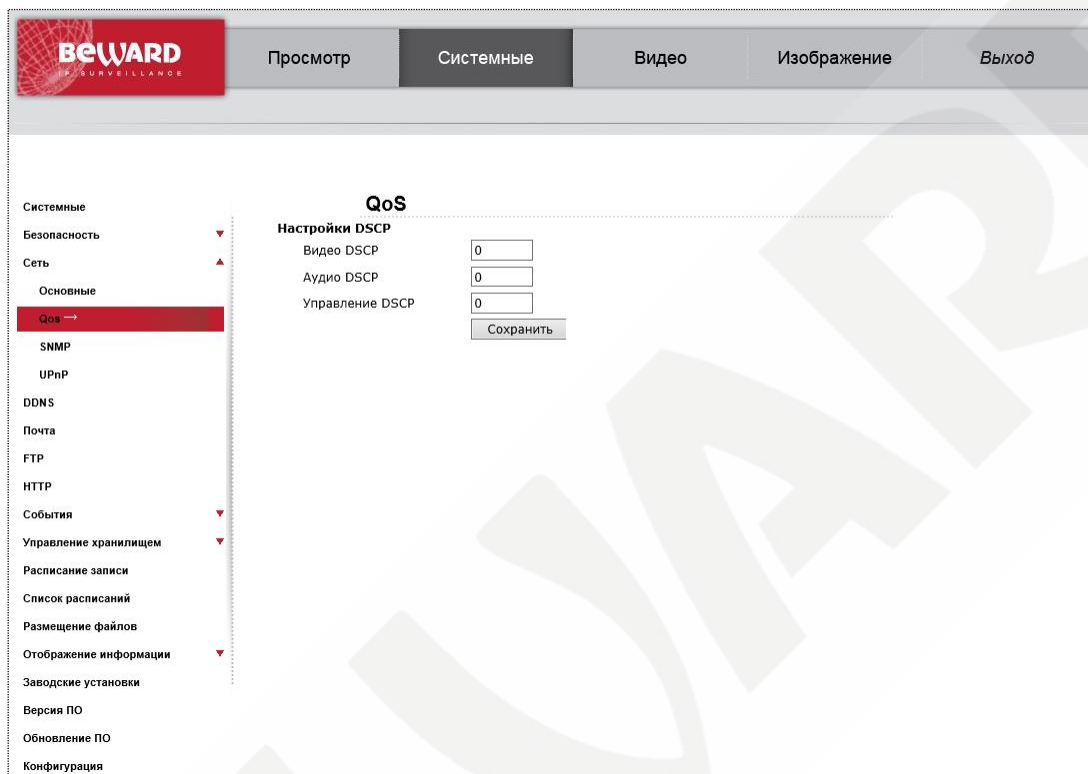 BEWARD
IP SURVEILLANCE
Просмотр
Системные
Видео
Изображение
Выход
Системные
Безопасность
Сеть
Основные
Qos →
SNMP
UPnP
DDNS
Почта
FTP
HTTP
События
Управление хранилищем
Расписание записи
Список расписаний
Размещение файлов
Отображение информации
Заводские установки
Версия ПО
Обновление ПО
Конфигурация
QoS
Настройки DSCP
Видео DSCP 0
Аудио DSCP 0
Управление DSCP 0
Сохранить